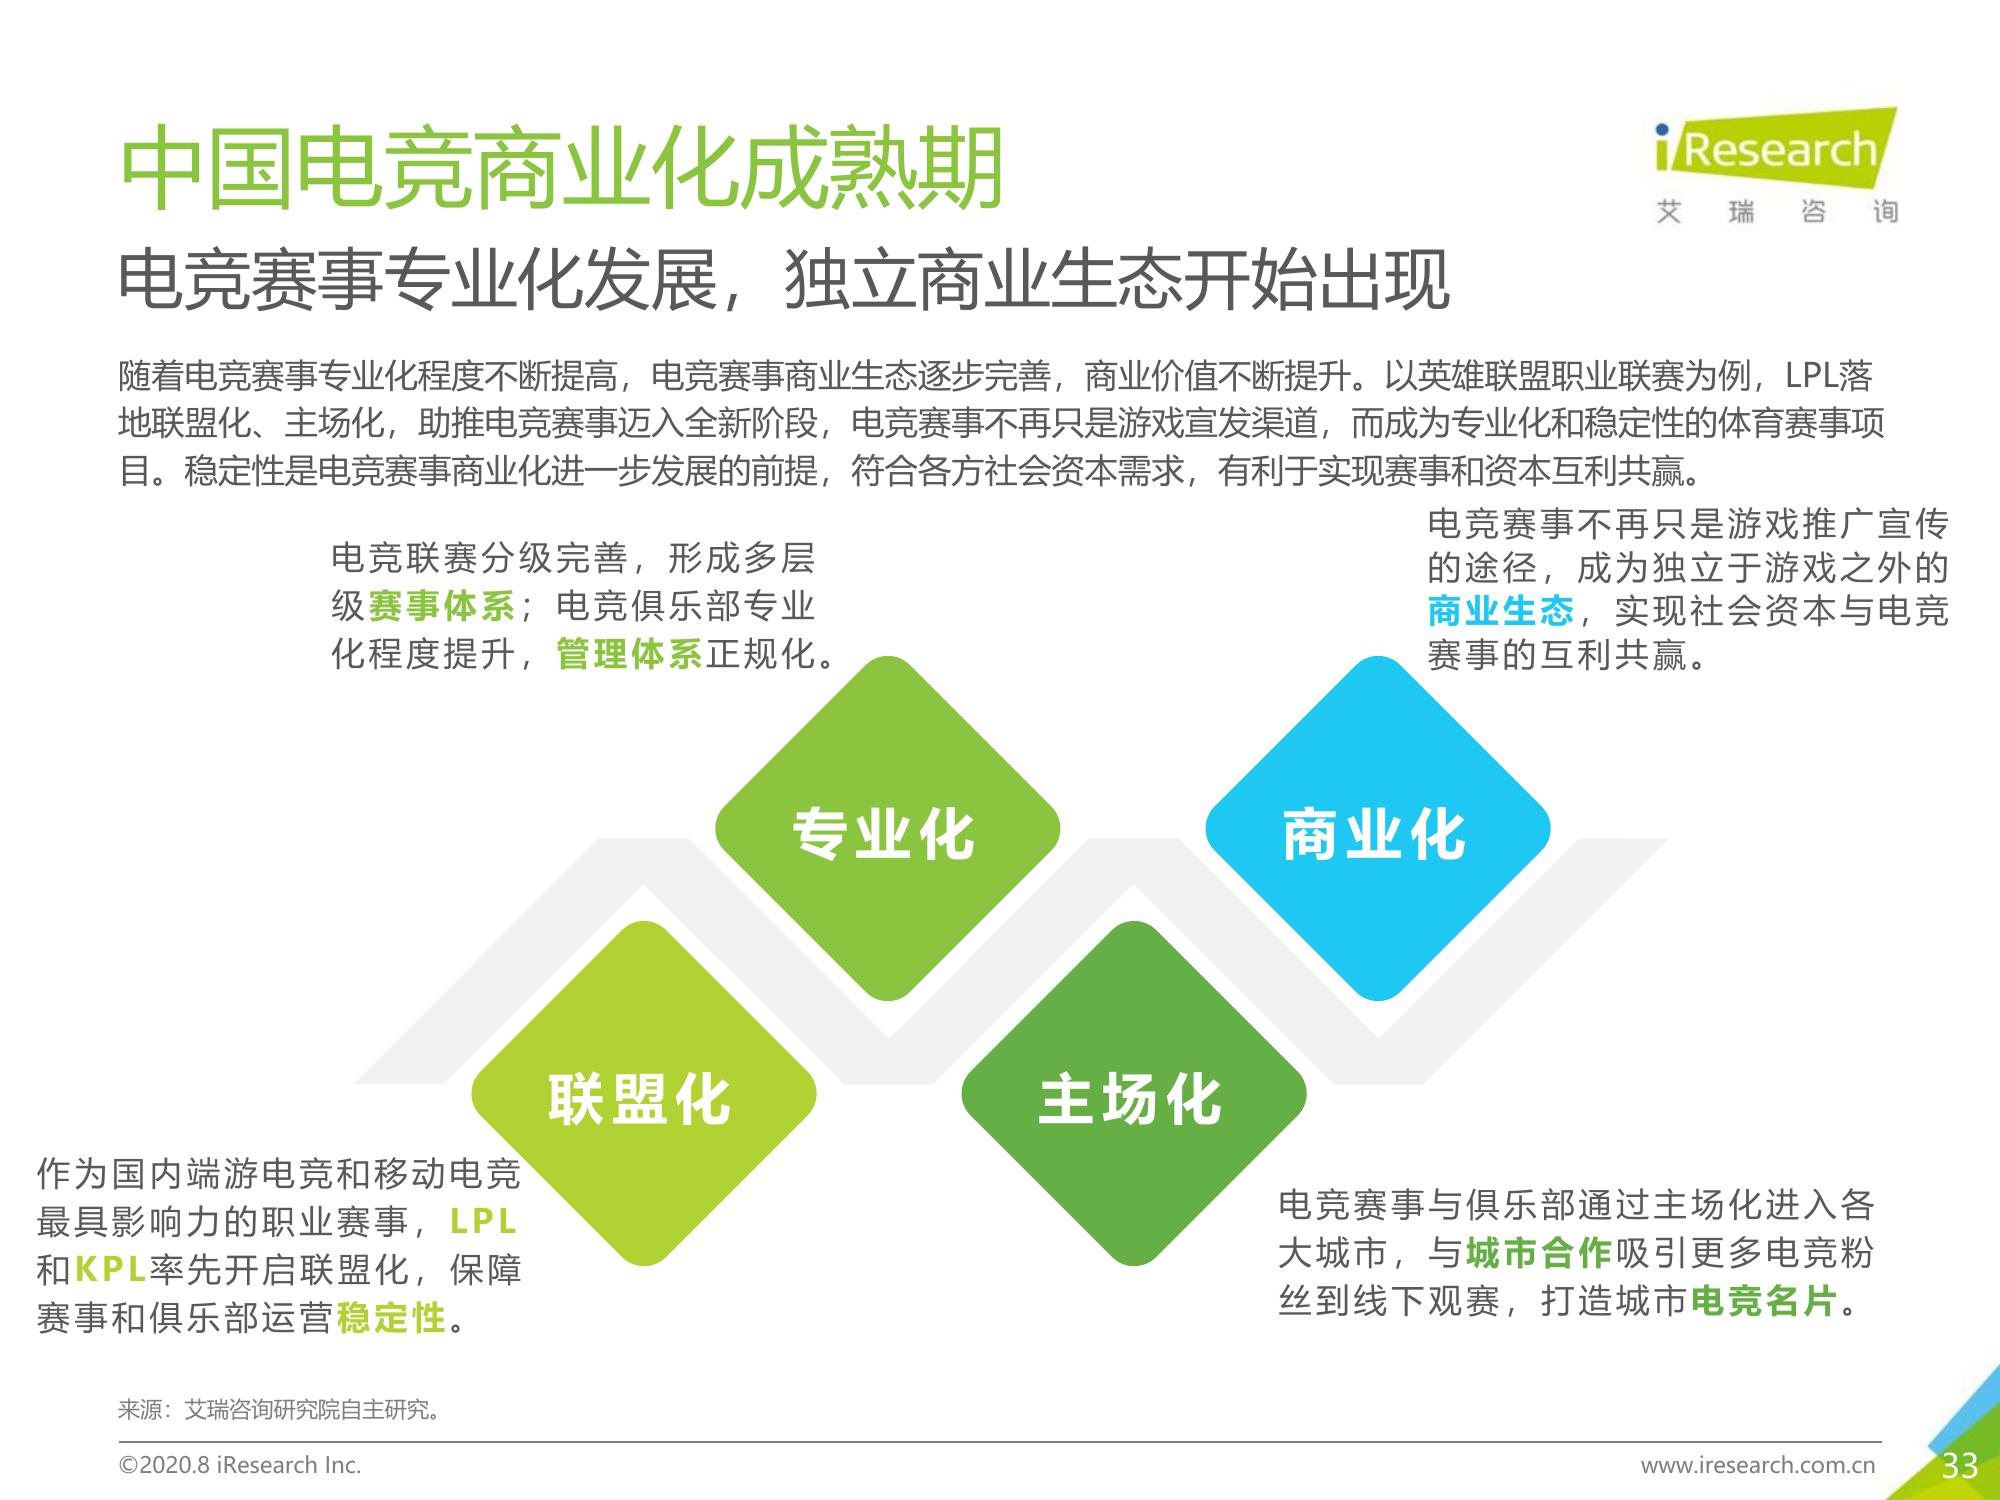 中国电竞商业化成熟期
iResearch
艾瑞咨询
电竞赛事专业化发展，独立商业生态开始出现
随着电竞赛事专业化程度不断提高，电竞赛事商业生态逐步完善，商业价值不断提升。以英雄联盟职业联赛为例，LPL落
地联盟化、主场化，助推电竞赛事迈入全新阶段，电竞赛事不再只是游戏宣发渠道，而成为专业化和稳定性的体育赛事项
目。稳定性是电竞赛事商业化进一步发展的前提，符合各方社会资本需求，有利于实现赛事和资本互利共赢。
电竞联赛分级完善，形成多层
级赛事体系；电竞俱乐部专业
化程度提升，管理体系正规化。
电竞赛事不再只是游戏推广宣传
的途径，成为独立于游戏之外的
商业生态，实现社会资本与电竞
赛事的互利共赢。
专业化
商业化
联盟化
主场化
作为国内端游电竞和移动电竞
最具影响力的职业赛事，LPL
和KPL率先开启联盟化，保障
赛事和俱乐部运营稳定性。
电竞赛事与俱乐部通过主场化进入各
大城市，与城市合作吸引更多电竞粉
丝到线下观赛，打造城市电竞名片。
来源：艾瑞咨询研究院自主研究。
©2020.8 iResearch Inc.
www.iresearch.com.cn
33